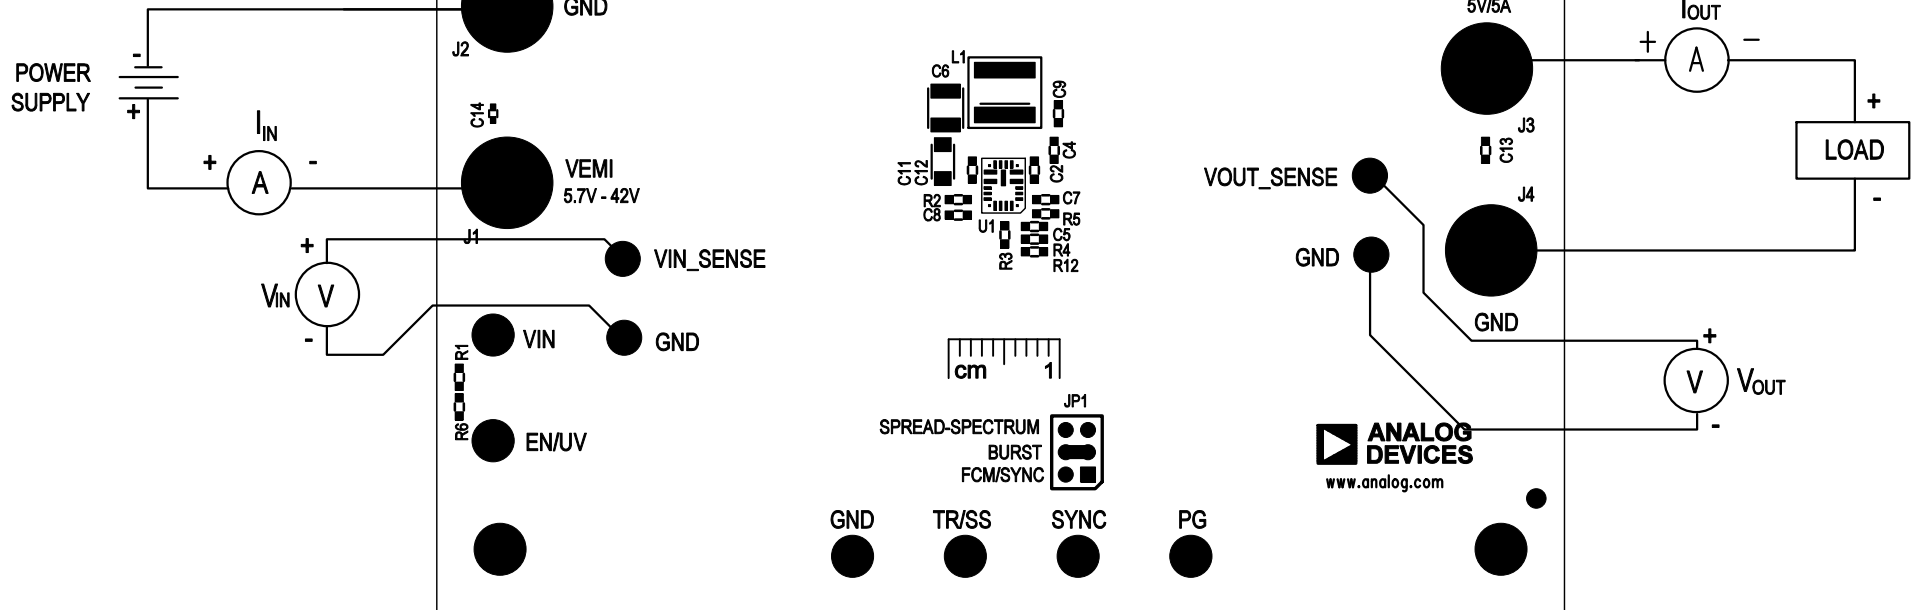 GND
J2
-
POWER
SUPPLY
+
C14
IIN
+
A
-
VEMI
5.7V - 42V
J1
+
VIN_SENSE
VIN
V
-
GND
VIN
R1
R6
EN/UV
L1
C6
C9
C11
C12
C4
C2
R2
C8
U1
C7
R5
C5
R4
R12
R3
cm 1
JP1
SPREAD-SPECTRUM
BURST
FCM/SYNC
GND
TR/SS
SYNC
PG
5V/5A
IOUT
+
A
-
J3
C13
+
LOAD
-
VOUT_SENSE
J4
GND
GND
+
V
VOUT
-
ANALOG
DEVICES
www.analog.com